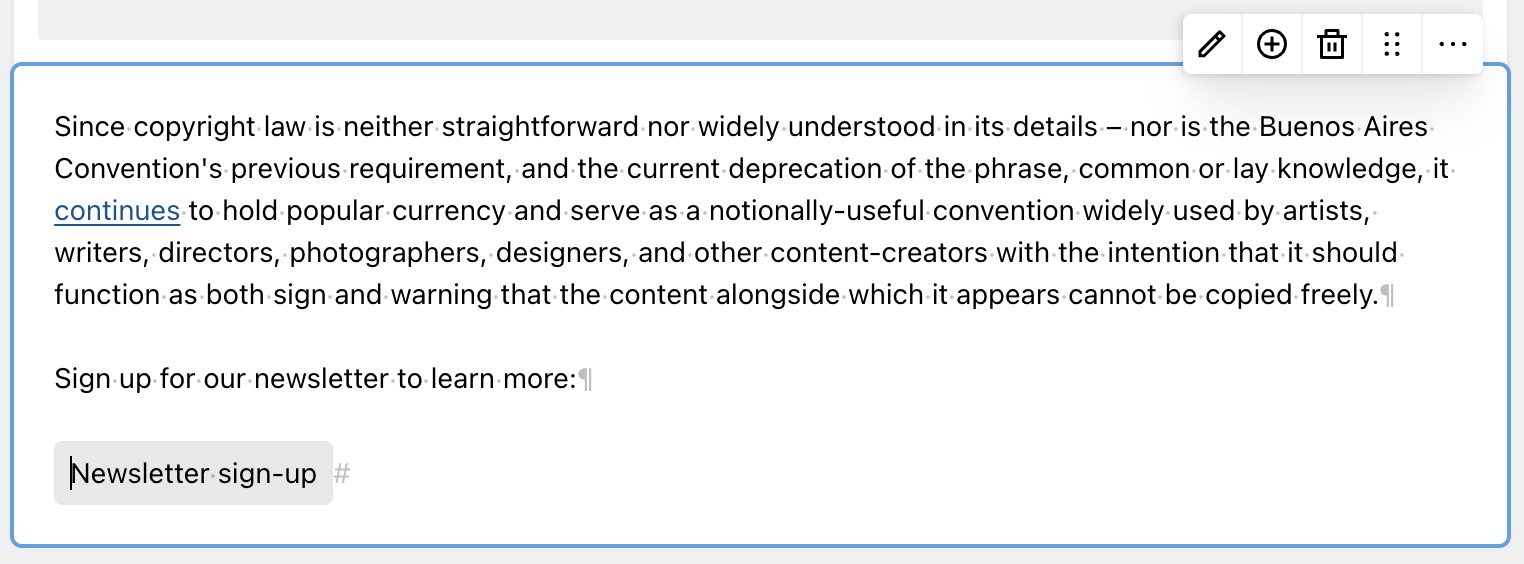 Since copyright law is neither straightforward nor widely understood in its details – nor is the Buenos Aires
Convention's previous requirement, and the current deprecation of the phrase, common or lay knowledge, it
continues to hold popular currency and serve as a notionally-useful convention widely used by artists,
writers, directors, photographers, designers, and other content-creators with the intention that it should
function as both sign and warning that the content alongside which it appears cannot be copied freely.¶
Sign up for our newsletter to learn more:¶
Newsletter sign-up #